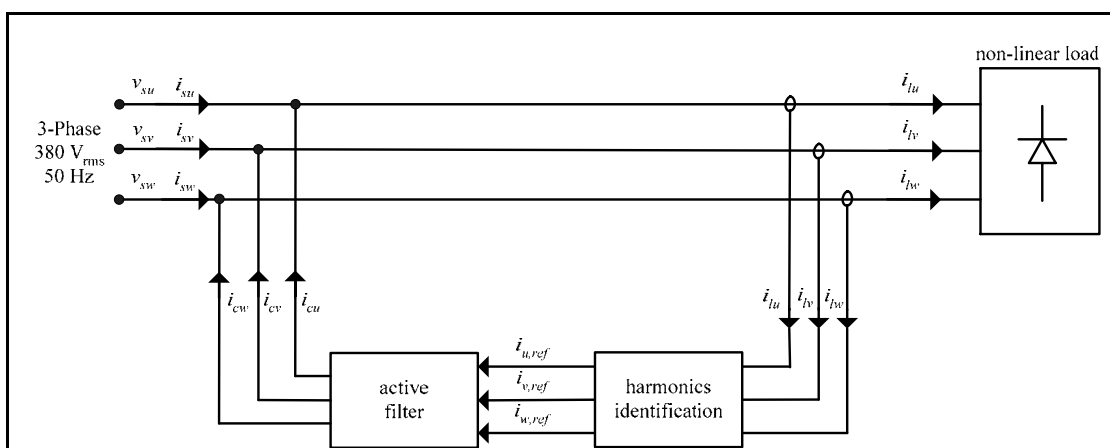 non-linear load
v_su i_su i_lu
3-Phase
380 V_rms
50 Hz
v_sv i_sv i_lv
v_sw i_sw i_lw
i_cw i_cv i_cu
i_lu i_lv i_lw
i_u,ref
i_v,ref
i_w,ref
active
filter
harmonics
identification